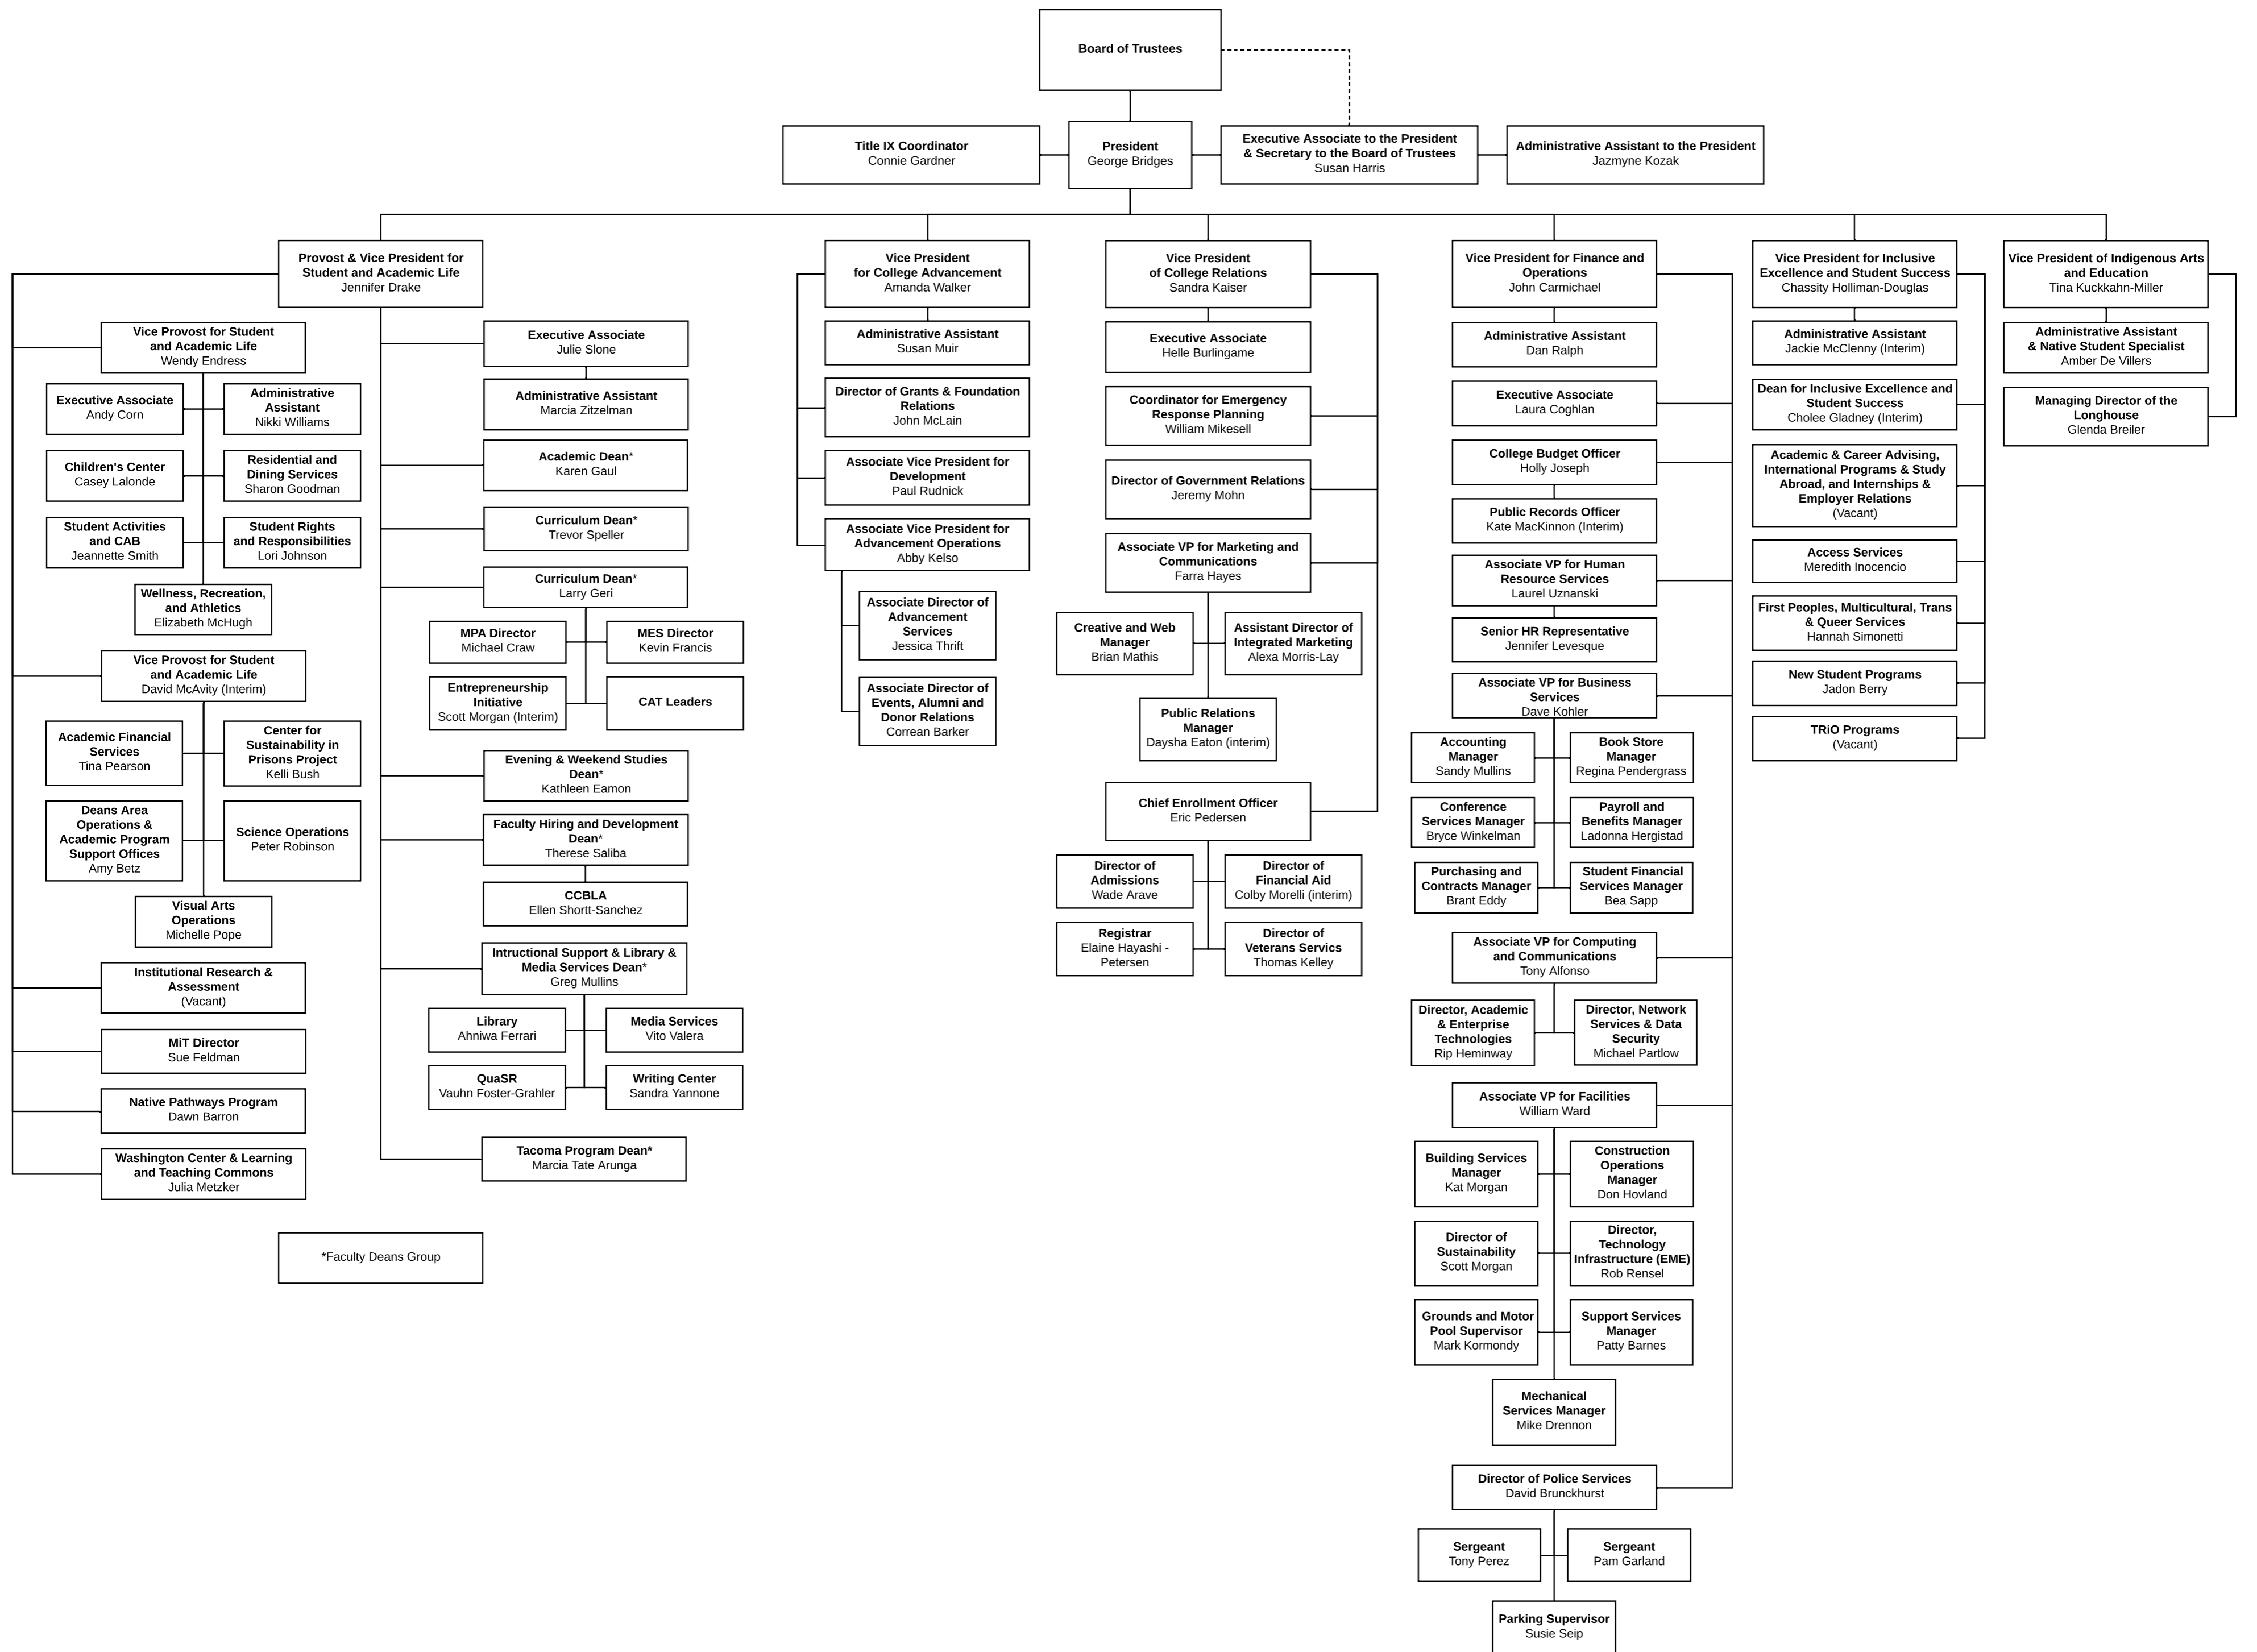 Board of Trustees
Title IX Coordinator
Connie Gardner
President
George Bridges
Executive Associate to the President
& Secretary to the Board of Trustees
Susan Harris
Administrative Assistant to the President
Jazmyne Kozak
Provost & Vice President for
Student and Academic Life
Jennifer Drake
Vice Provost for Student
and Academic Life
Wendy Endress
Executive Associate
Andy Corn
Administrative
Assistant
Nikki Williams
Children's Center
Casey Lalonde
Residential and
Dining Services
Sharon Goodman
Student Activities
and CAB
Jeannette Smith
Student Rights
and Responsibilities
Lori Johnson
Wellness, Recreation,
and Athletics
Elizabeth McHugh
Vice Provost for Student
and Academic Life
David McAvity (Interim)
Academic Financial
Services
Tina Pearson
Center for
Sustainability in
Prisons Project
Kelli Bush
Deans Area
Operations &
Academic Program
Support Offices
Amy Betz
Science Operations
Peter Robinson
Visual Arts
Operations
Michelle Pope
Institutional Research &
Assessment
(Vacant)
MiT Director
Sue Feldman
Native Pathways Program
Dawn Barron
Washington Center & Learning
and Teaching Commons
Julia Metzker
*Faculty Deans Group
Executive Associate
Julie Slone
Administrative Assistant
Marcia Zitzelman
Academic Dean*
Karen Gaul
Curriculum Dean*
Trevor Speller
Curriculum Dean*
Larry Geri
MPA Director
Michael Craw
MES Director
Kevin Francis
Entrepreneurship
Initiative
Scott Morgan (Interim)
CAT Leaders
Evening & Weekend Studies
Dean*
Kathleen Eamon
Faculty Hiring and Development
Dean*
Therese Saliba
CCBLA
Ellen Shortt-Sanchez
Intructional Support & Library &
Media Services Dean*
Greg Mullins
Library
Ahniwa Ferrari
Media Services
Vito Valera
QuaSR
Vauhn Foster-Grahler
Writing Center
Sandra Yannone
Tacoma Program Dean*
Marcia Tate Arunga
Vice President
for College Advancement
Amanda Walker
Administrative Assistant
Susan Muir
Director of Grants & Foundation
Relations
John McLain
Associate Vice President for
Development
Paul Rudnick
Associate Vice President for
Advancement Operations
Abby Kelso
Associate Director of
Advancement
Services
Jessica Thrift
Associate Director of
Events, Alumni and
Donor Relations
Correan Barker
Vice President
of College Relations
Sandra Kaiser
Executive Associate
Helle Burlingame
Coordinator for Emergency
Response Planning
William Mikesell
Director of Government Relations
Jeremy Mohn
Associate VP for Marketing and
Communications
Farra Hayes
Creative and Web
Manager
Brian Mathis
Assistant Director of
Integrated Marketing
Alexa Morris-Lay
Public Relations
Manager
Daysha Eaton (interim)
Chief Enrollment Officer
Eric Pedersen
Director of
Admissions
Wade Arave
Director of
Financial Aid
Colby Morelli (interim)
Registrar
Elaine Hayashi -
Petersen
Director of
Veterans Servics
Thomas Kelley
Vice President for Finance and
Operations
John Carmichael
Administrative Assistant
Dan Ralph
Executive Associate
Laura Coghlan
College Budget Officer
Holly Joseph
Public Records Officer
Kate MacKinnon (Interim)
Associate VP for Human
Resource Services
Laurel Uznanski
Senior HR Representative
Jennifer Levesque
Associate VP for Business
Services
Dave Kohler
Accounting
Manager
Sandy Mullins
Book Store
Manager
Regina Pendergrass
Conference
Services Manager
Bryce Winkelman
Payroll and
Benefits Manager
Ladonna Hergistad
Purchasing and
Contracts Manager
Brant Eddy
Student Financial
Services Manager
Bea Sapp
Associate VP for Computing
and Communications
Tony Alfonso
Director, Academic
& Enterprise
Technologies
Rip Heminway
Director, Network
Services & Data
Security
Michael Partlow
Associate VP for Facilities
William Ward
Building Services
Manager
Kat Morgan
Construction
Operations
Manager
Don Hovland
Director of
Sustainability
Scott Morgan
Director,
Technology
Infrastructure (EME)
Rob Rensel
Grounds and Motor
Pool Supervisor
Mark Kormondy
Support Services
Manager
Patty Barnes
Mechanical
Services Manager
Mike Drennon
Director of Police Services
David Brunckhurst
Sergeant
Tony Perez
Sergeant
Pam Garland
Parking Supervisor
Susie Seip
Vice President for Inclusive
Excellence and Student Success
Chassity Holliman-Douglas
Administrative Assistant
Jackie McClenny (Interim)
Dean for Inclusive Excellence and
Student Success
Cholee Gladney (Interim)
Academic & Career Advising,
International Programs & Study
Abroad, and Internships &
Employer Relations
(Vacant)
Access Services
Meredith Inocencio
First Peoples, Multicultural, Trans
& Queer Services
Hannah Simonetti
New Student Programs
Jadon Berry
TRiO Programs
(Vacant)
Vice President of Indigenous Arts
and Education
Tina Kuckkahn-Miller
Administrative Assistant
& Native Student Specialist
Amber De Villers
Managing Director of the
Longhouse
Glenda Breiler